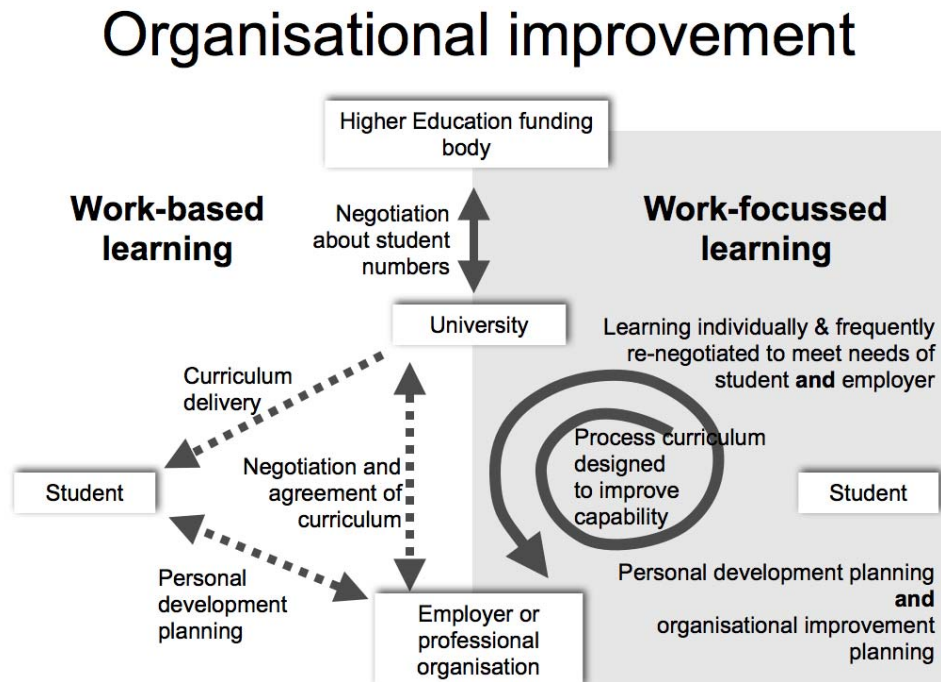 Organisational improvement
Higher Education funding
body
Work-based
learning
Negotiation
about student
numbers
Work-focussed
learning
University
Learning individually & frequently
re-negotiated to meet needs of
student and employer
Curriculum
delivery
Process curriculum
designed
to improve
capability
Negotiation and
agreement of
curriculum
Student
Student
Personal
development
planning
Employer or
professional
organisation
Personal development planning
and
organisational improvement
planning